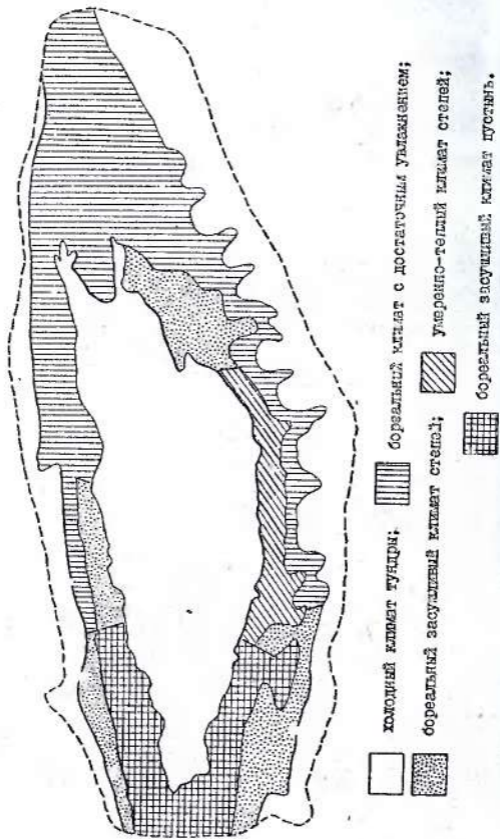 холодный климат тундры;
бореальный климат с достаточным увлажнением;
бореальный засушливый климат степей;
умеренно-теплый климат степей;
бореальный засушливый климат пустынь.